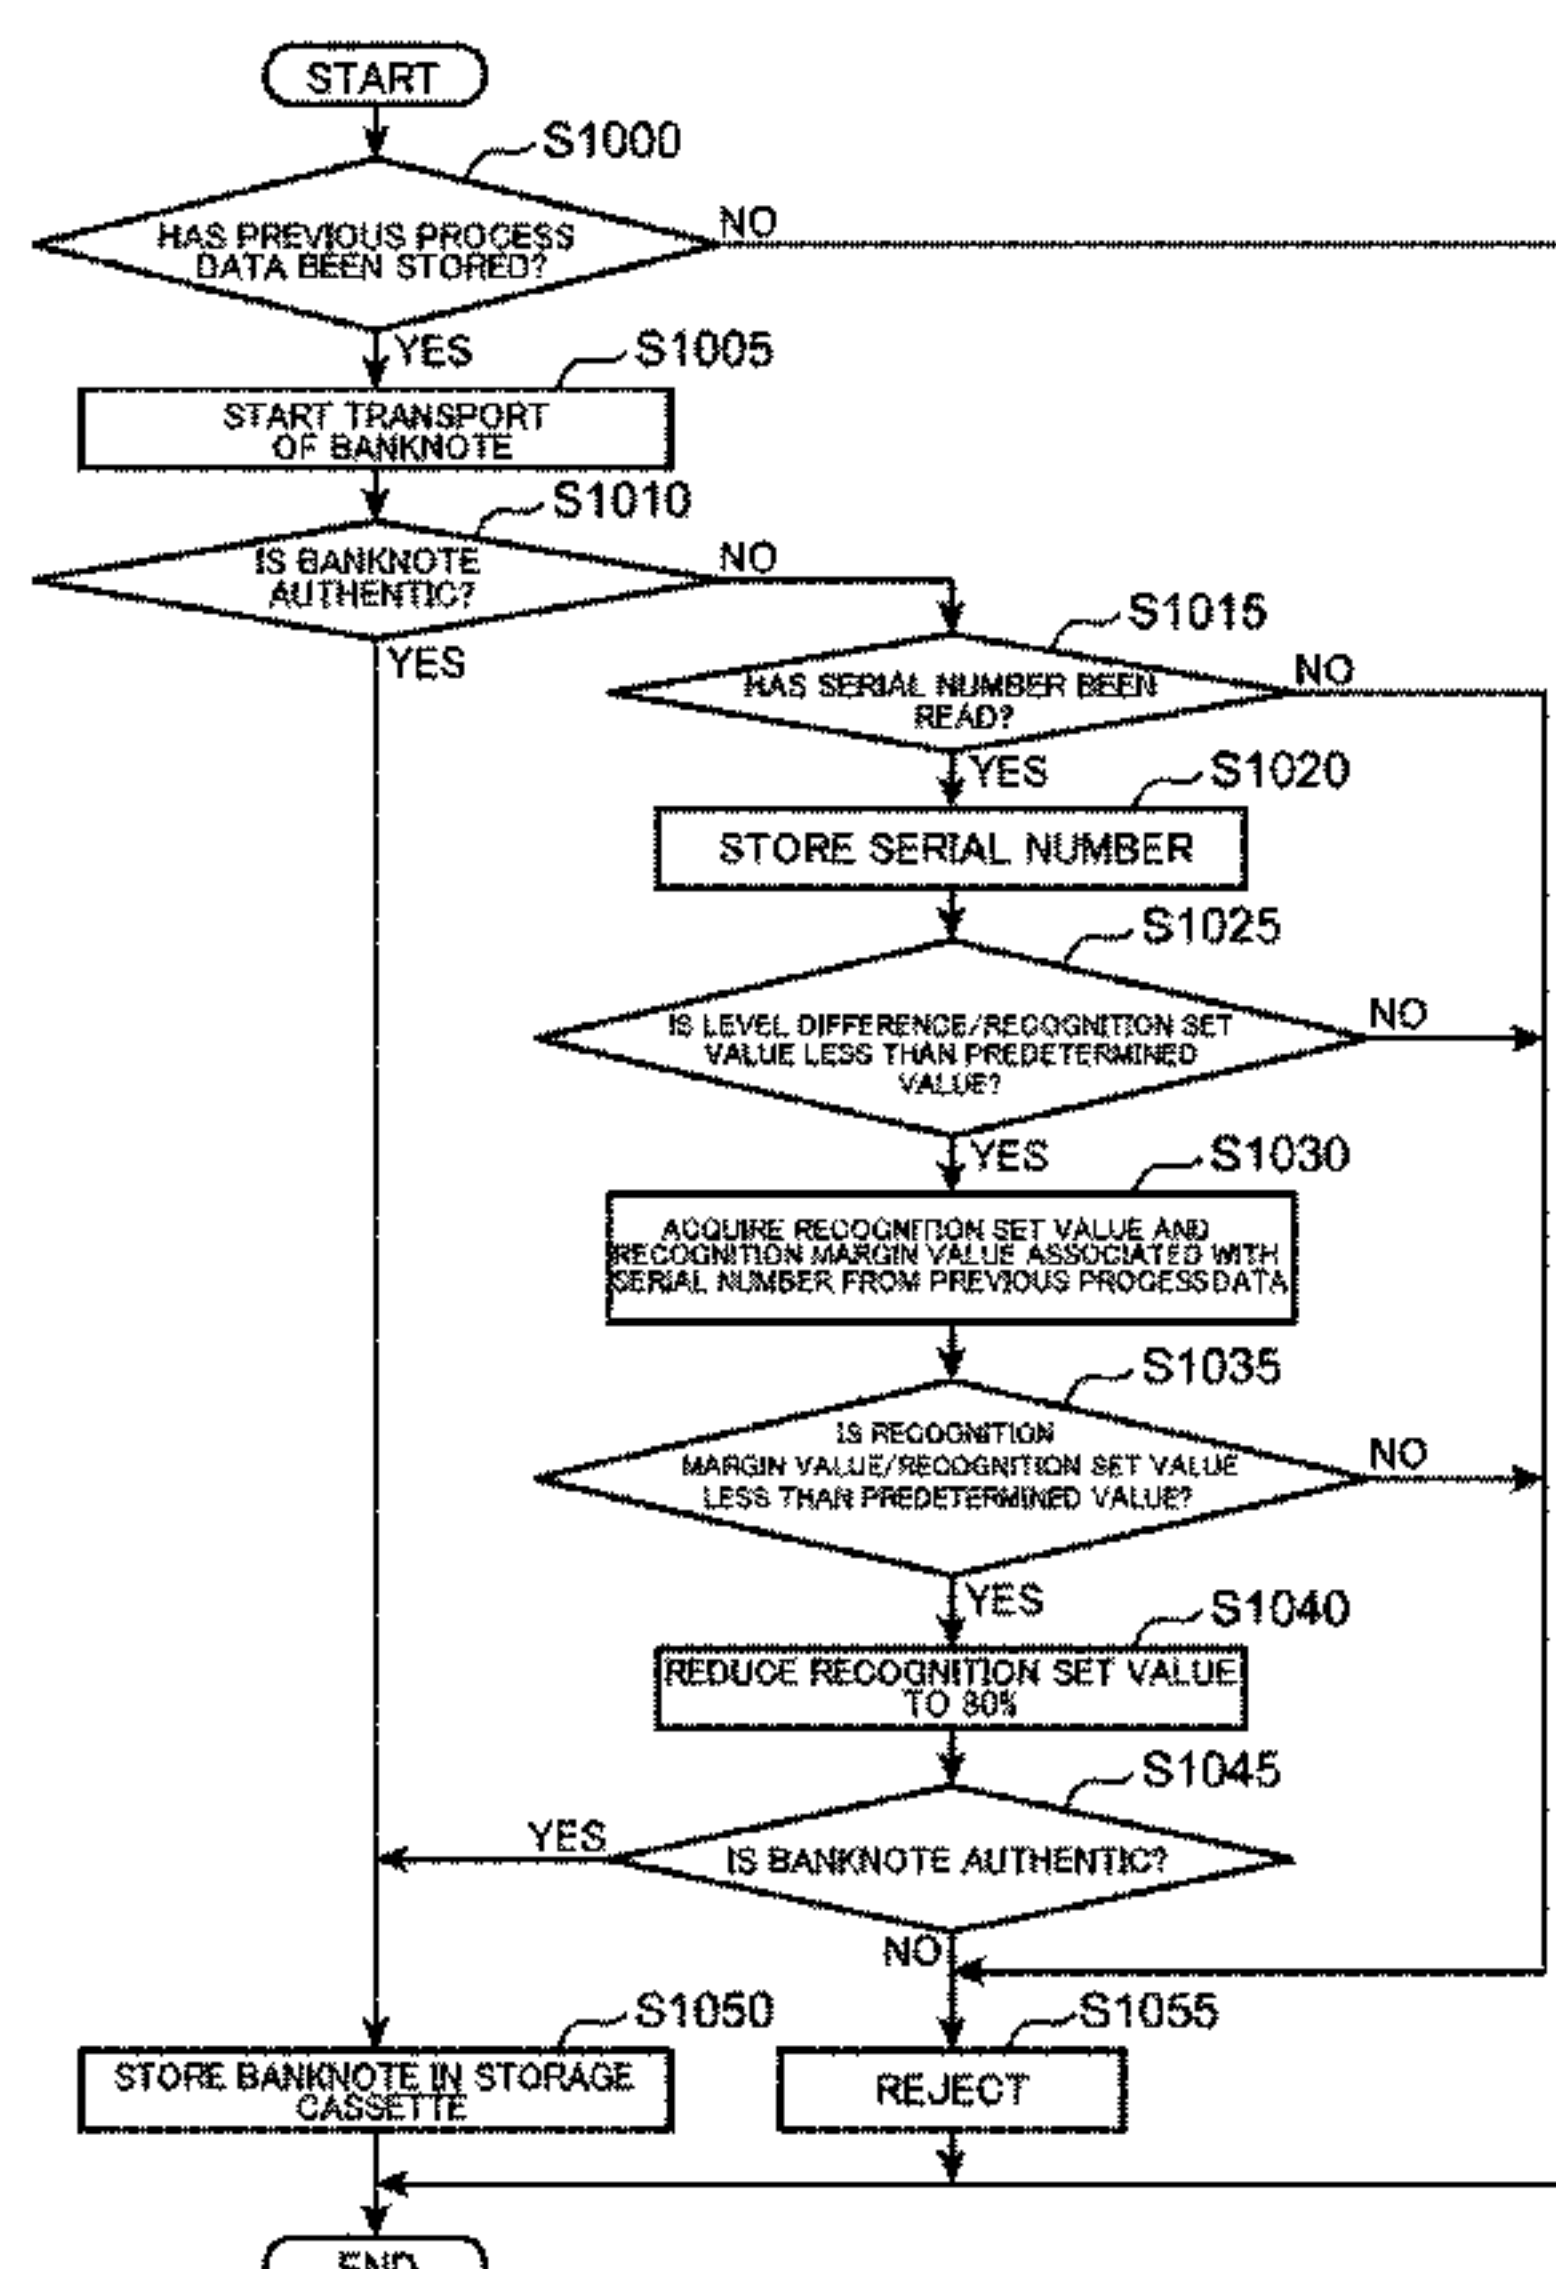 START
S1000
HAS PREVIOUS PROCESS
DATA BEEN STORED?
NO
YES
S1005
START TRANSPORT
OF BANKNOTE
S1010
IS BANKNOTE
AUTHENTIC?
NO
YES
S1015
HAS SERIAL NUMBER BEEN
READ?
NO
YES
S1020
STORE SERIAL NUMBER
S1025
IS LEVEL DIFFERENCE/RECOGNITION SET
VALUE LESS THAN PREDETERMINED
VALUE?
NO
YES
S1030
ACQUIRE RECOGNITION SET VALUE AND
RECOGNITION MARGIN VALUE ASSOCIATED WITH
SERIAL NUMBER FROM PREVIOUS PROCESS DATA
S1035
IS RECOGNITION
MARGIN VALUE/RECOGNITION SET VALUE
LESS THAN PREDETERMINED VALUE?
NO
YES
S1040
REDUCE RECOGNITION SET VALUE
TO
S1045
IS BANKNOTE AUTHENTIC?
YES
NO
S1050
STORE BANKNOTE IN STORAGE
CASSETTE
S1055
REJECT
END